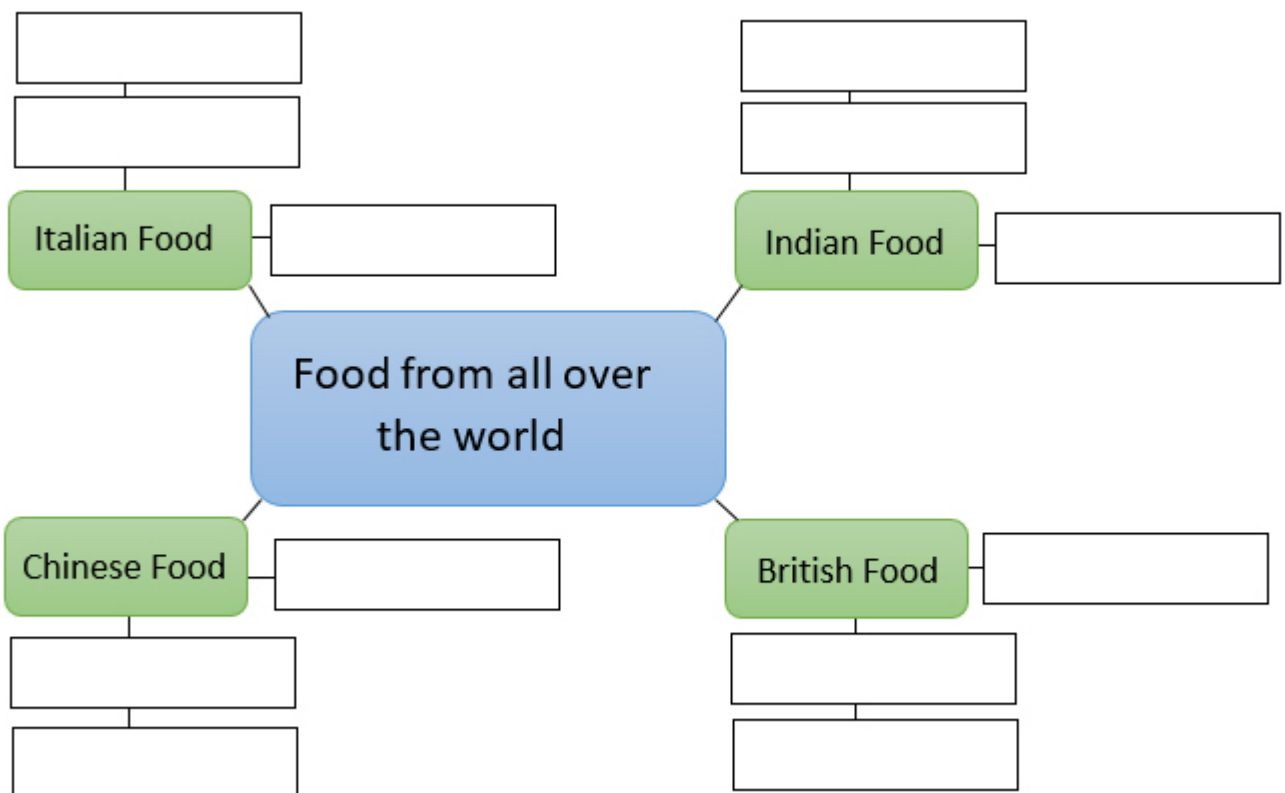 Italian Food
Indian Food
Food from all over
the world
Chinese Food
British Food